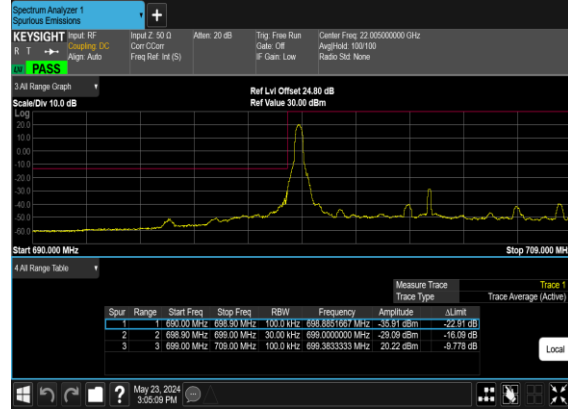 Spectrum Analyzer 1
Spurious Emissions
KEYSIGHT
R T
PASS
Input: RF
Coupling: DC
Align: Auto
Input Z: 50 Ω
Corr CCorr
Freq Ref: Int (S)
Atten: 20 dB
Trig: Free Run
Gate: Off
IF Gain: Low
Center Freq: 22.005000000 GHz
Avg|Hold: 100/100
Radio Std: None
3 All Range Graph
Scale/Div 10.0 dB
Ref Lvl Offset 24.80 dB
Ref Value 30.00 dBm
Log
20.0
10.0
0.00
-10.0
-20.0
-30.0
-40.0
-50.0
-60.0
Start 690.000 MHz
Stop 709.000 MH
4 All Range Table
Measure Trace Trace 1
Trace Type Trace Average (Active)
Spur Range Start Freq Stop Freq RBW Frequency Amplitude ΔLimit
1 1 690.00 MHz 698.90 MHz 100.0 kHz 698.8851667 MHz -35.91 dBm -22.91 dB
2 2 698.90 MHz 699.00 MHz 30.00 kHz 699.0000000 MHz -29.09 dBm -16.09 dB
3 3 699.00 MHz 709.00 MHz 100.0 kHz 699.3833333 MHz 20.22 dBm -9.778 dB
Local
?
May 23, 2024
3:05:09 PM